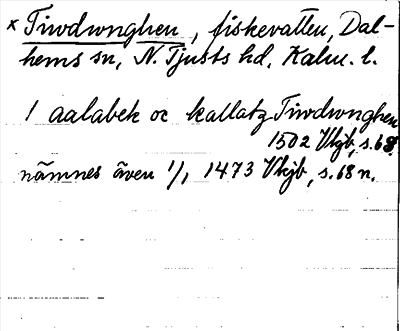 × Tiwdwnghen, fiskevatten, Dal-
hems sn, N. Tjusts hd. Kalm. l.
1 aalabek oc kallatz Tiwdwnghen
1502 Vkjb, s. 68.
nämnes även 1/1 1473 Vkjb, s. 68 n.